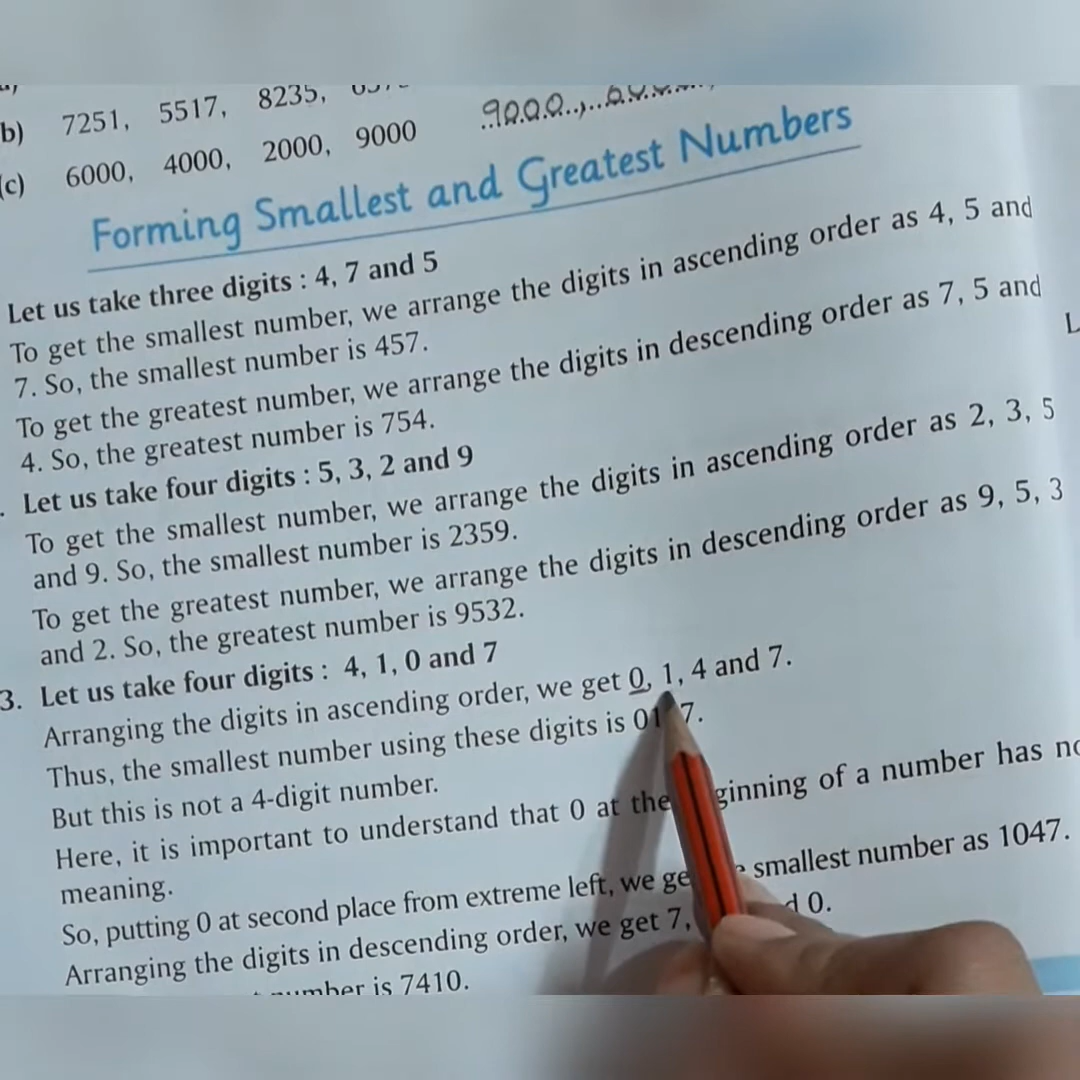 b) 7251, 5517, 8235,
(c) 6000, 4000, 2000, 9000 9000,
Forming Smallest and Greatest Numbers
Let us take three digits : 4, 7 and 5
To get the smallest number, we arrange the digits in ascending order as 4, 5 and
7. So, the smallest number is 457.
To get the greatest number, we arrange the digits in descending order as 7, 5 and
4. So, the greatest number is 754.
. Let us take four digits : 5, 3, 2 and 9
To get the smallest number, we arrange the digits in ascending order as 2, 3, 5
and 9. So, the smallest number is 2359.
To get the greatest number, we arrange the digits in descending order as 9, 5, 3
and 2. So, the greatest number is 9532.
3. Let us take four digits : 4, 1, 0 and 7
Arranging the digits in ascending order, we get 0, 1, 4 and 7.
Thus, the smallest number using these digits is 01 7.
But this is not a 4-digit number.
Here, it is important to understand that 0 at the ginning of a number has no
meaning.
So, putting 0 at second place from extreme left, we ge smallest number as 1047.
Arranging the digits in descending order, we get 7, d 0.
number is 7410.